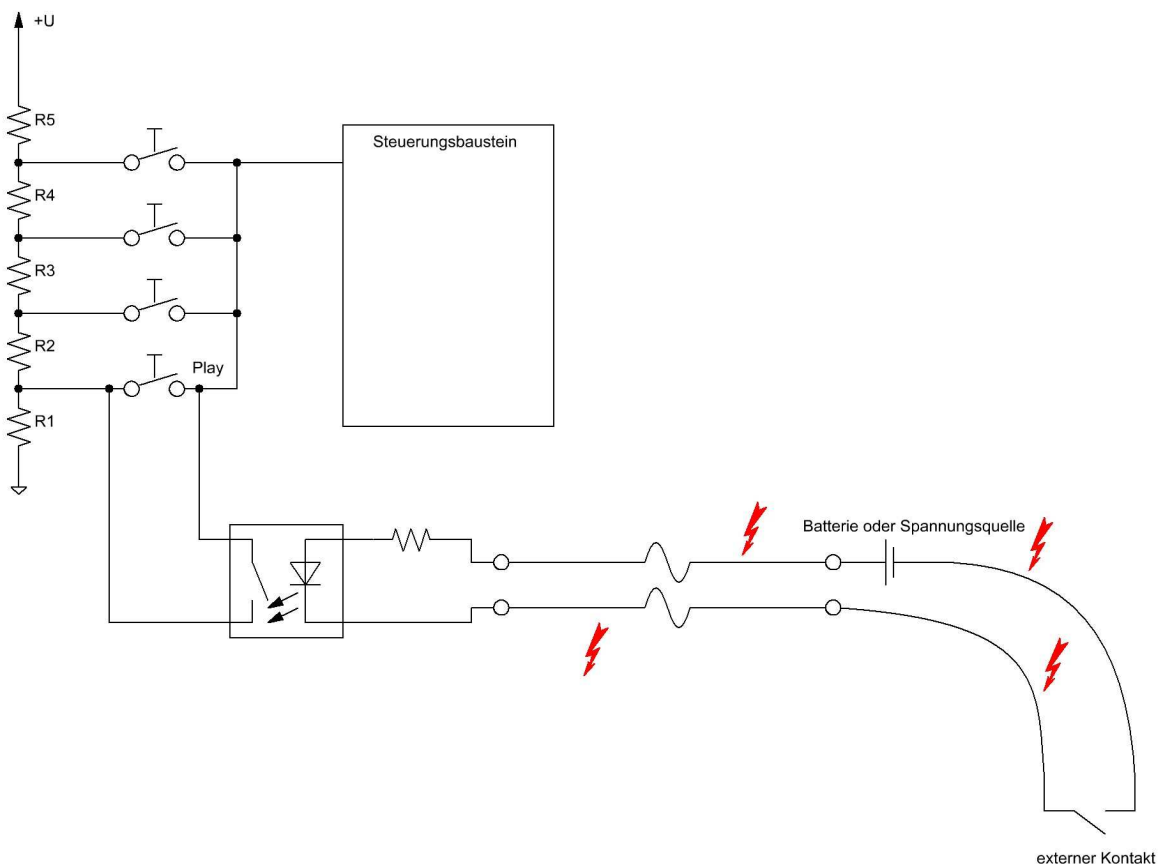 +U
R5
Steuerungsbaustein
R4
R3
R2
Play
R1
Batterie oder Spannungsquelle
externer Kontakt